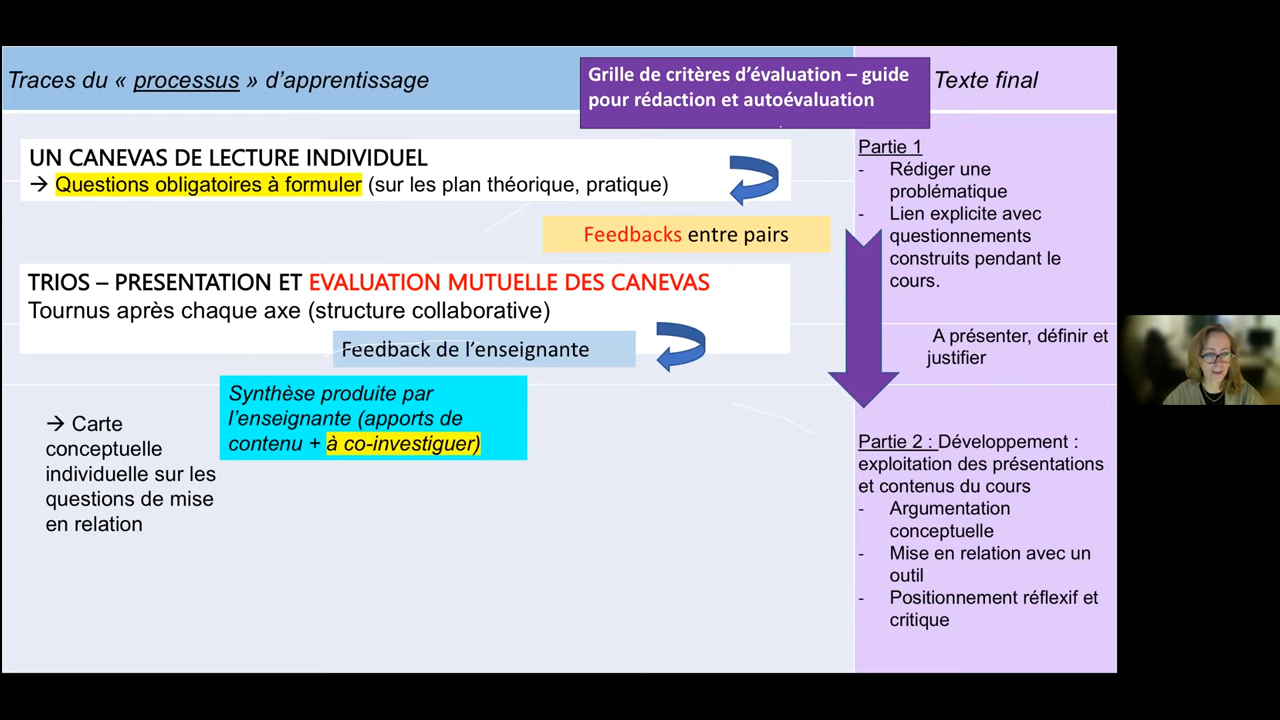 Traces du « processus » d’apprentissage
Grille de critères d’évaluation – guide
pour rédaction et autoévaluation
Texte final
UN CANEVAS DE LECTURE INDIVIDUEL
→ Questions obligatoires à formuler (sur les plan théorique, pratique)
Feedbacks entre pairs
TRIOS – PRESENTATION ET EVALUATION MUTUELLE DES CANEVAS
Tournus après chaque axe (structure collaborative)
Feedback de l’enseignante
Synthèse produite par
l’enseignante (apports de
contenu + à co-investiguer)
→ Carte
conceptuelle
individuelle sur les
questions de mise
en relation
Partie 1
- Rédiger une
problématique
- Lien explicite avec
questionnements
construits pendant le
cours.
A présenter, définir et
justifier
Partie 2 : Développement :
exploitation des présentations
et contenus du cours
- Argumentation
conceptuelle
- Mise en relation avec un
outil
- Positionnement réflexif et
critique